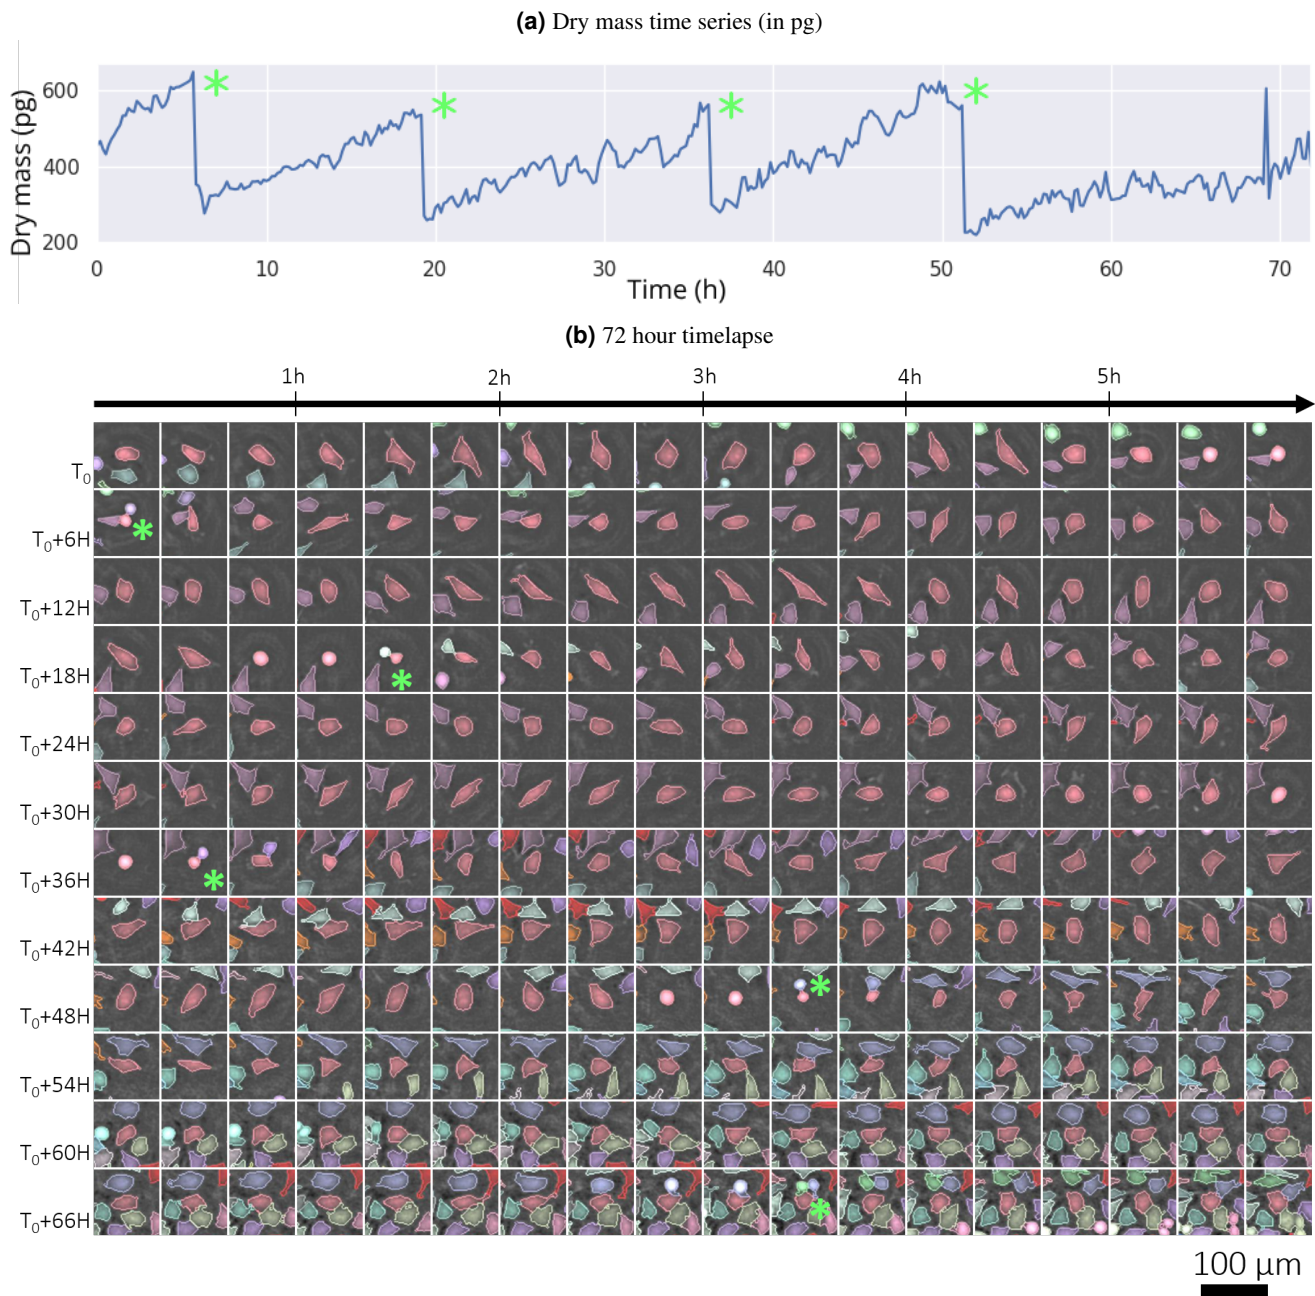 (a) Dry mass time series (in pg)
Dry mass (pg)
600
400
200
0 10 20 30 40 50 60 70
Time (h)
(b) 72 hour timelapse
1h 2h 3h 4h 5h
T₀
T₀+6H
T₀+12H
T₀+18H
T₀+24H
T₀+30H
T₀+36H
T₀+42H
T₀+48H
T₀+54H
T₀+60H
T₀+66H
100 µm